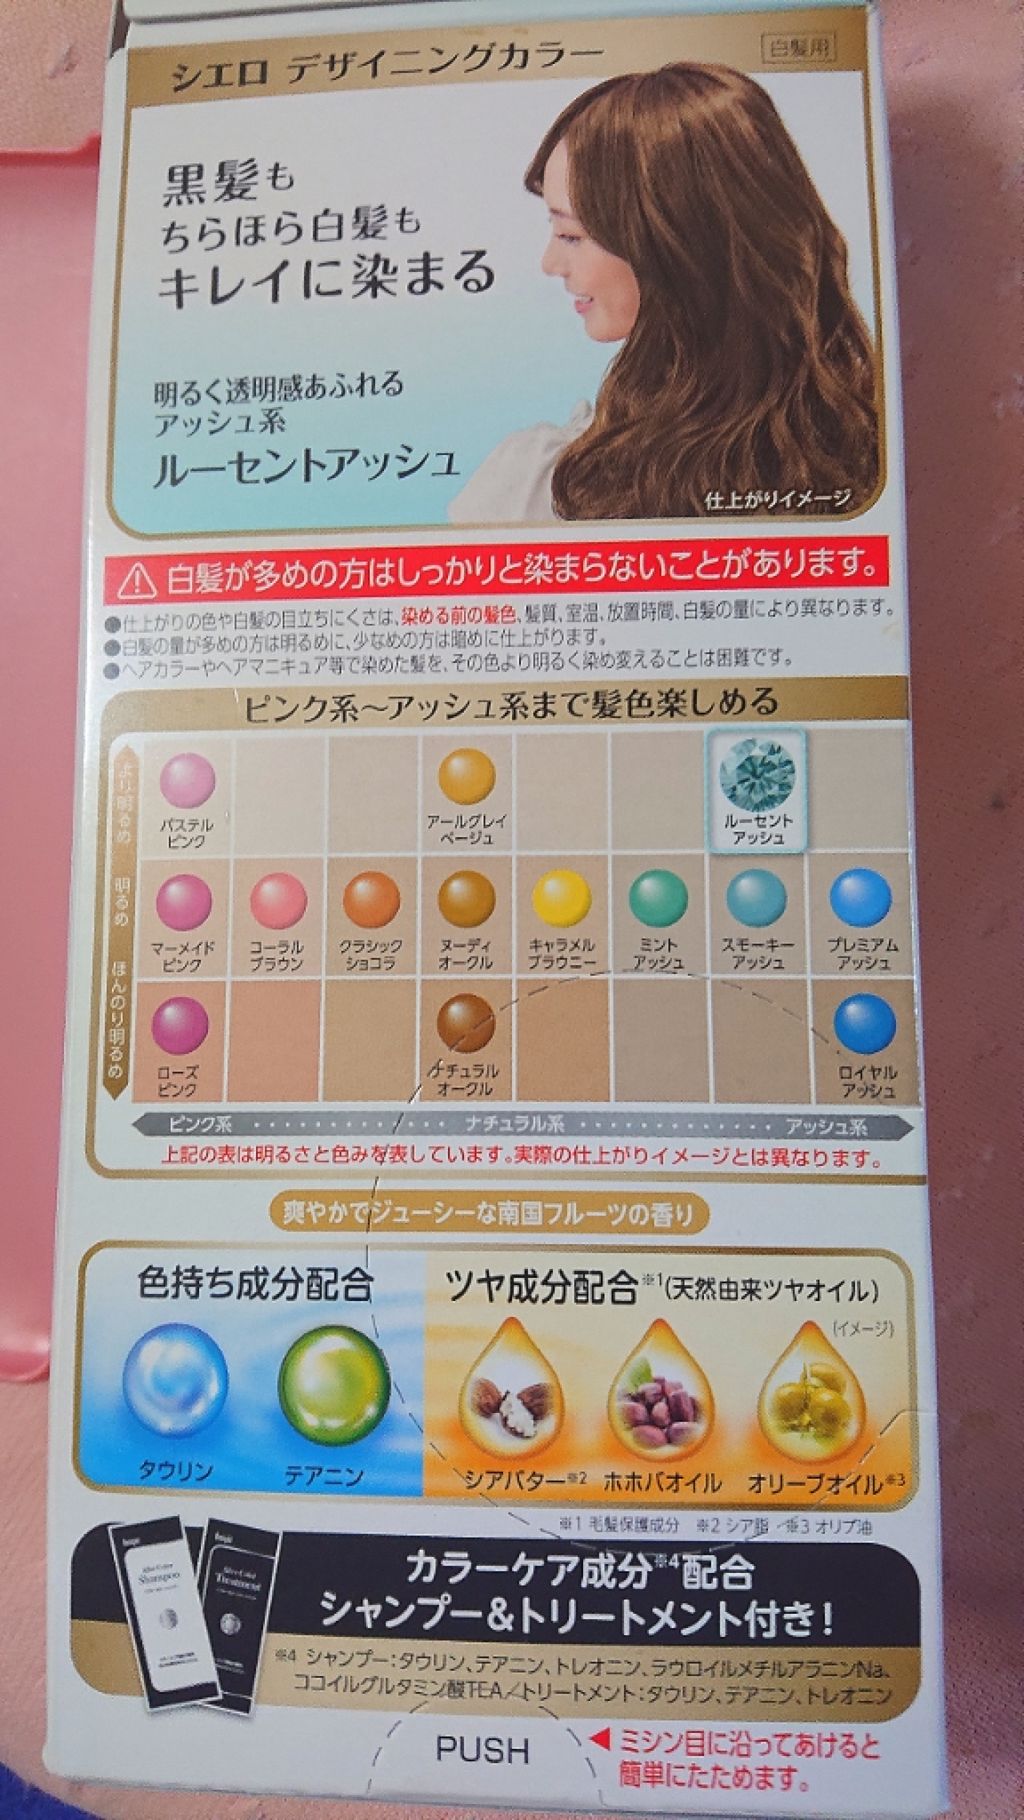 シエロ デザイニングカラー
白髪用
黒髪も
ちらほら白髪も
キレイに染まる
明るく透明感あふれる
アッシュ系
ルーセントアッシュ
仕上がりイメージ
白髪が多めの方はしっかりと染まらないことがあります。
●仕上がりの色や白髪の目立ちにくさは、染める前の髪色、髪質、室温、放置時間、白髪の量により異なります。
●白髪の量が多めの方は明るめに、少なめの方は暗めに仕上がります。
●ヘアカラーやヘアマニキュア等で染めた髪を、その色より明るく染め変えることは困難です。
ピンク系〜アッシュ系まで髪色楽しめる
より明るめ
パステル
ピンク
アールグレイ
ベージュ
ルーセント
アッシュ
明るめ
マーメイド
ピンク
コーラル
ブラウン
クラシック
ショコラ
ヌーディ
オークル
キャラメル
ブラウニー
ミント
アッシュ
スモーキー
アッシュ
プレミアム
アッシュ
ほんのり明るめ
ローズ
ピンク
ナチュラル
オークル
ロイヤル
アッシュ
ピンク系 ナチュラル系 アッシュ系
上記の表は明るさと色みを表しています。実際の仕上がりイメージとは異なります。
爽やかでジューシーな南国フルーツの香り
色持ち成分配合
タウリン
テアニン
ツヤ成分配合※1(天然由来ツヤオイル)
(イメージ)
シアバター※2
ホホバオイル
オリーブオイル※3
※1 毛髪保護成分 ※2 シア脂 ※3 オリブ油
Shampoo
Treatment
カラーケア成分※4配合
シャンプー&トリートメント付き!
※4 シャンプー:タウリン、テアニン、トレオニン、ラウロイルメチルアラニンNa、
ココイルグルタミン酸TEA/トリートメント:タウリン、テアニン、トレオニン
PUSH
◀ミシン目に沿ってあけると
簡単にたためます。